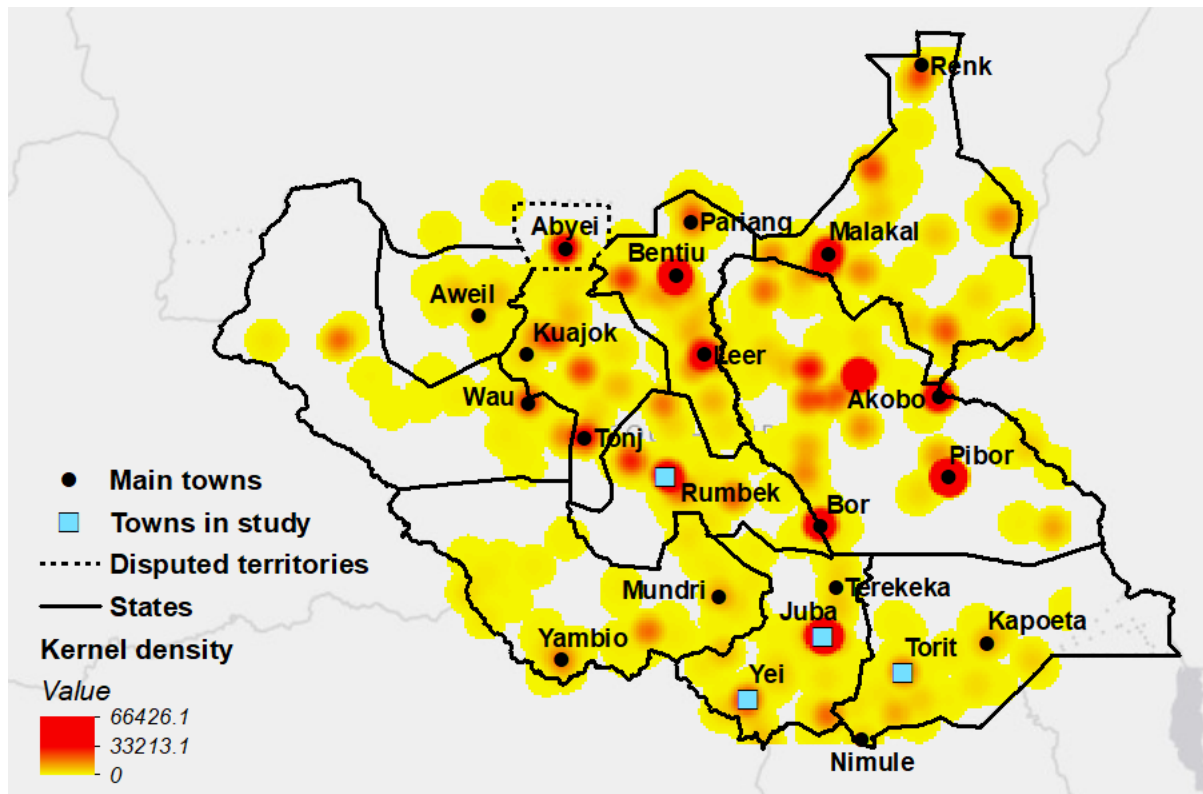 Renk
Abyei
Pariang
Malakal
Bentiu
Aweil
Kuajok
Leer
Wau
Akobo
Tonj
Pibor
Rumbek
Bor
Mundri
Terekeka
Juba
Kapoeta
Yambio
Torit
Yei
Nimule
Main towns
Towns in study
Disputed territories
States
Kernel density
Value
66426.1
33213.1
0